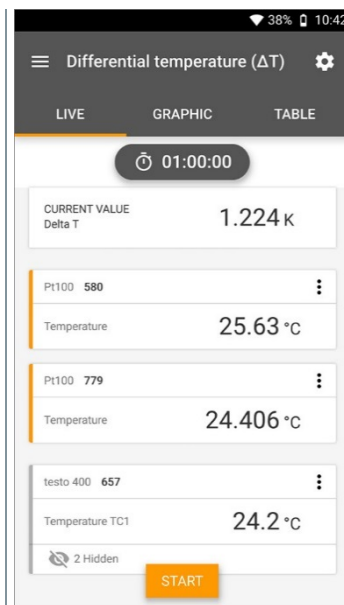 38% 10:42
Differential temperature (ΔT)
LIVE GRAPHIC TABLE
01:00:00
CURRENT VALUE
Delta T 1.224 K
Pt100 580
Temperature 25.63 °C
Pt100 779
Temperature 24.406 °C
testo 400 657
Temperature TC1 24.2 °C
2 Hidden
START